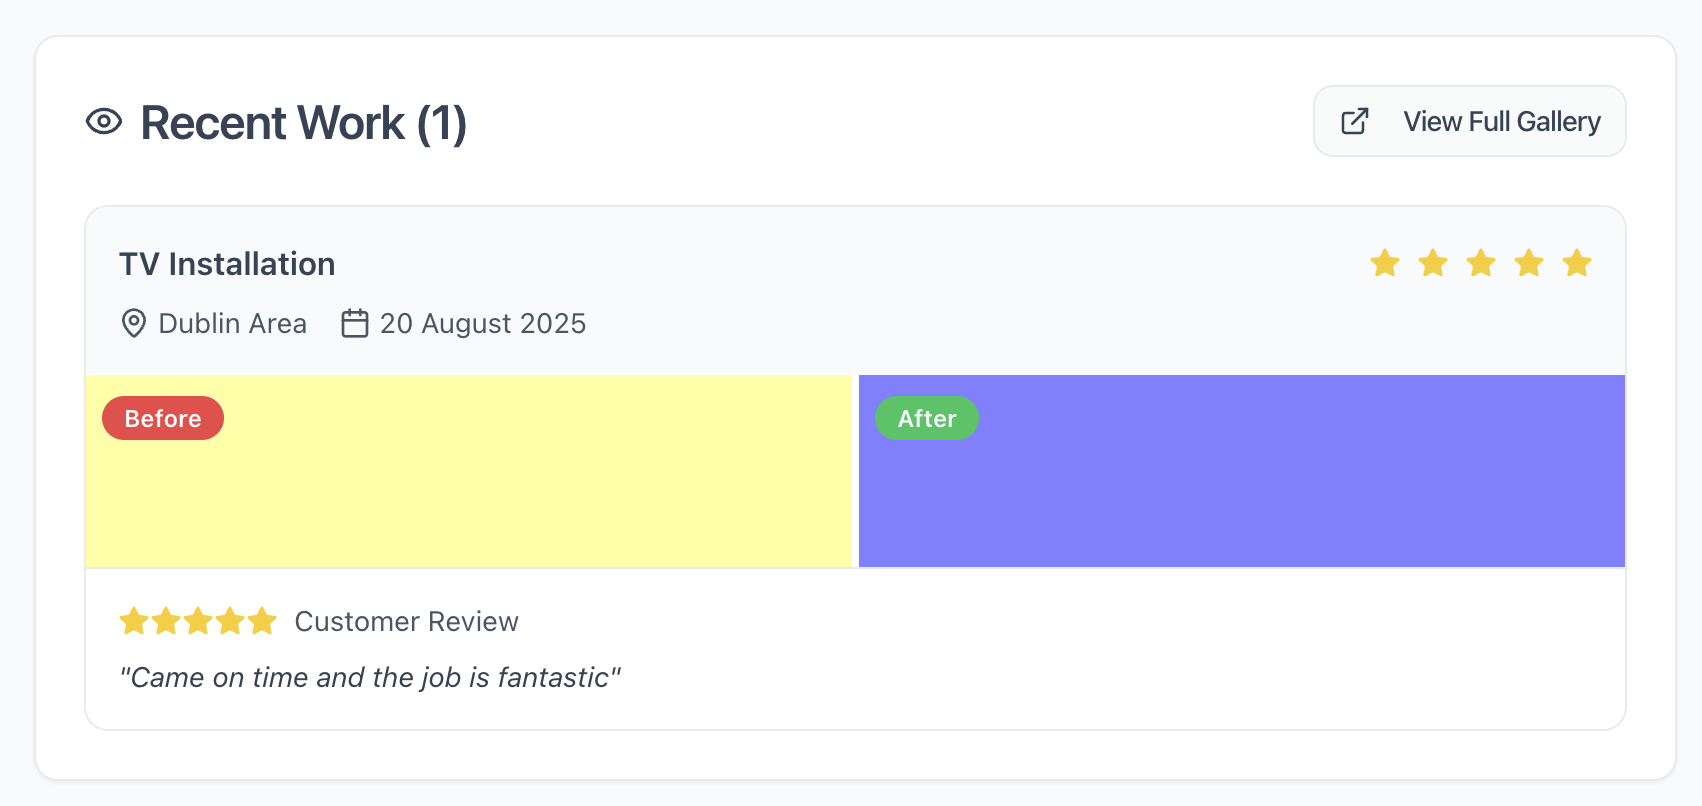 Recent Work (1)
View Full Gallery
TV Installation
Dublin Area
20 August 2025
Before
After
Customer Review
"Came on time and the job is fantastic"